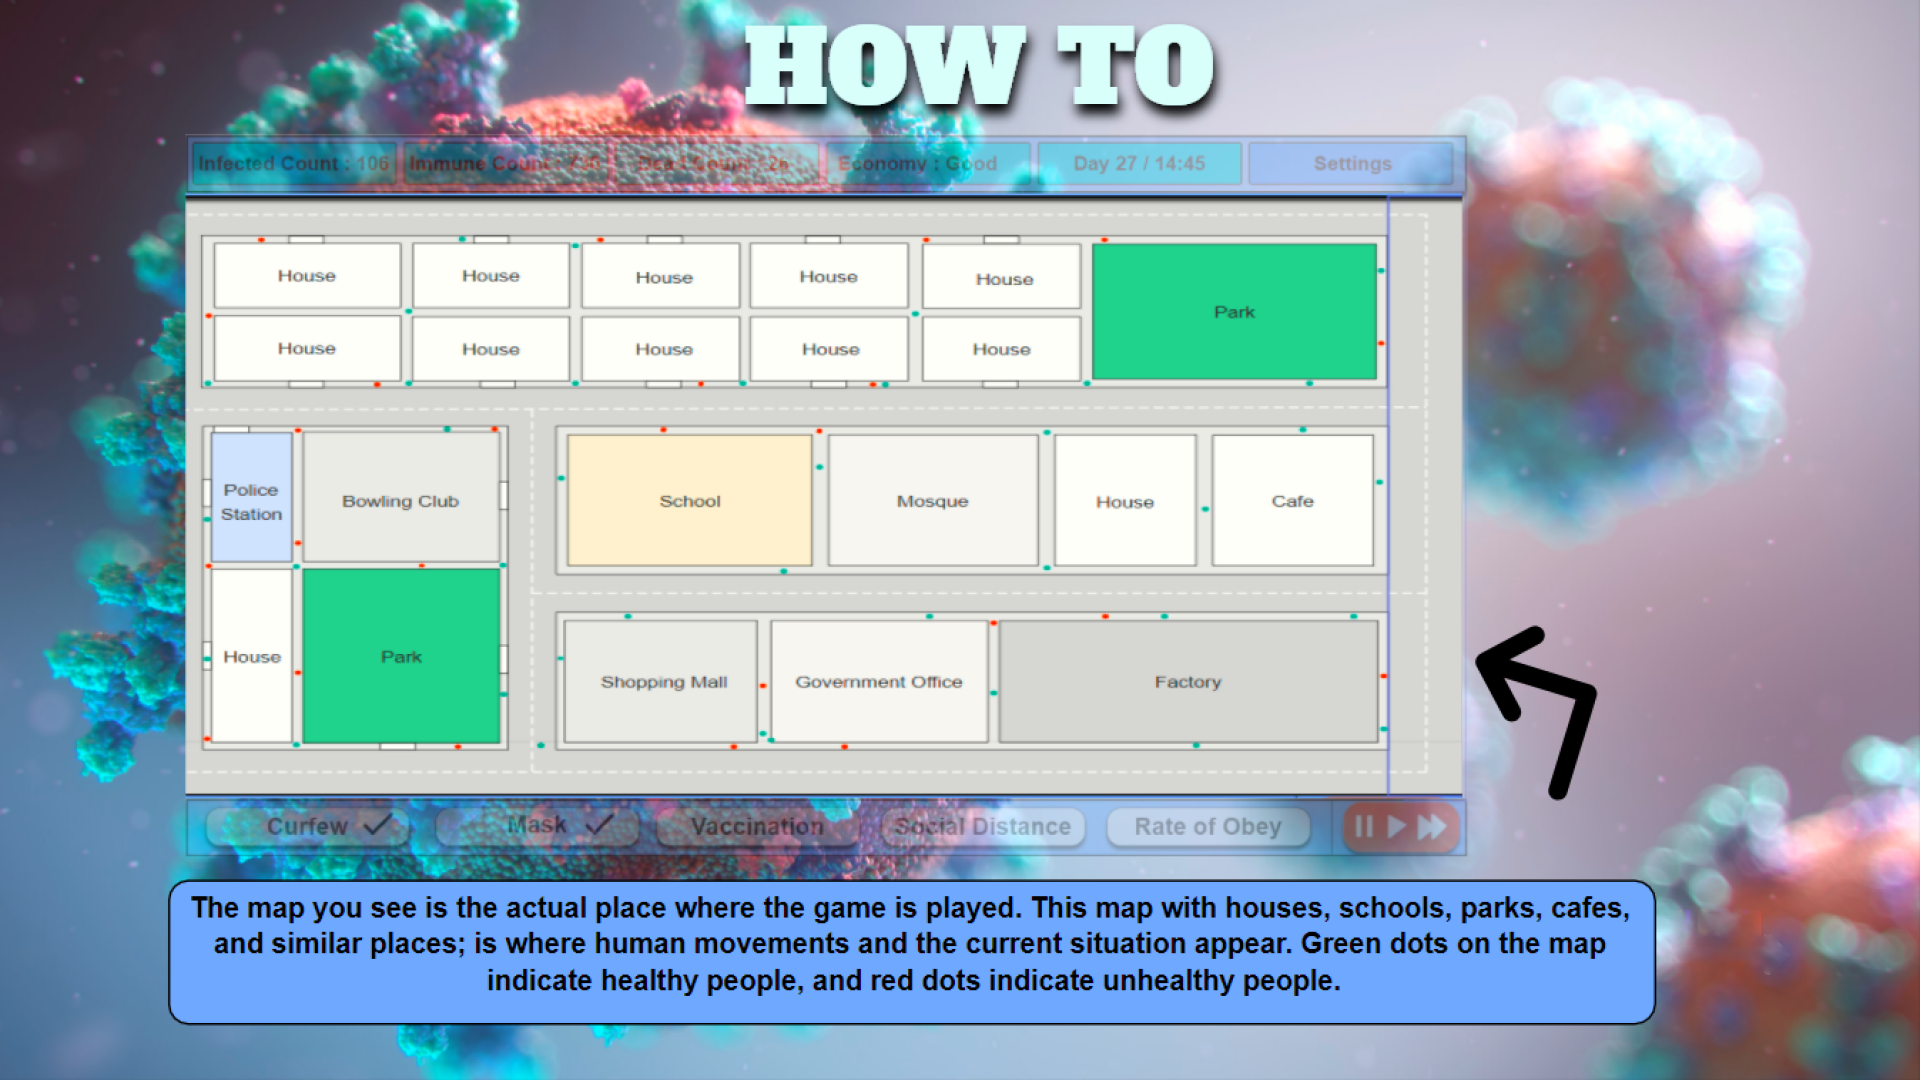 HOW TO
Infected Count : 106
Immune Count :
Dead Count :
Economy : Good
Day 27 / 14:45
Settings
House
House
House
House
House
Park
House
House
House
House
House
Police
Station
Bowling Club
School
Mosque
House
Cafe
House
Park
Shopping Mall
Government Office
Factory
Curfew
Mask
Vaccination
Social Distance
Rate of Obey
The map you see is the actual place where the game is played. This map with houses, schools, parks, cafes,
and similar places; is where human movements and the current situation appear. Green dots on the map
indicate healthy people, and red dots indicate unhealthy people.